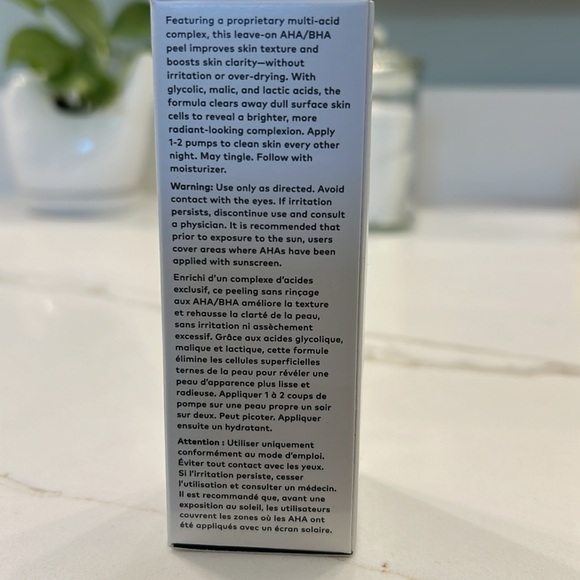 Featuring a proprietary multi-acid
complex, this leave-on AHA/BHA
peel improves skin texture and
boosts skin clarity—without
irritation or over-drying. With
glycolic, malic, and lactic acids, the
formula clears away dull surface skin
cells to reveal a brighter, more
radiant-looking complexion. Apply
1-2 pumps to clean skin every other
night. May tingle. Follow with
moisturizer.
Warning: Use only as directed. Avoid
contact with the eyes. If irritation
persists, discontinue use and consult
a physician. It is recommended that
prior to exposure to the sun, users
cover areas where AHAs have been
applied with sunscreen.
Enrichi d'un complexe d'acides
exclusif, ce peeling sans rinçage
aux AHA/BHA améliore la texture
et rehausse la clarté de la peau,
sans irritation ni assèchement
excessif. Grâce aux acides glycolique,
malique et lactique, cette formule
élimine les cellules superficielles
ternes de la peau pour révéler une
peau d'apparence plus lisse et
radieuse. Appliquer 1 à 2 coups de
pompe sur une peau propre un soir
sur deux. Peut picoter. Appliquer
ensuite un hydratant.
Attention : Utiliser uniquement
conformément au mode d'emploi.
Éviter tout contact avec les yeux.
Si l'irritation persiste, cesser
l'utilisation et consulter un médecin.
Il est recommandé que, avant une
exposition au soleil, les utilisateurs
couvrent les zones où les AHA ont
été appliqués avec un écran solaire.